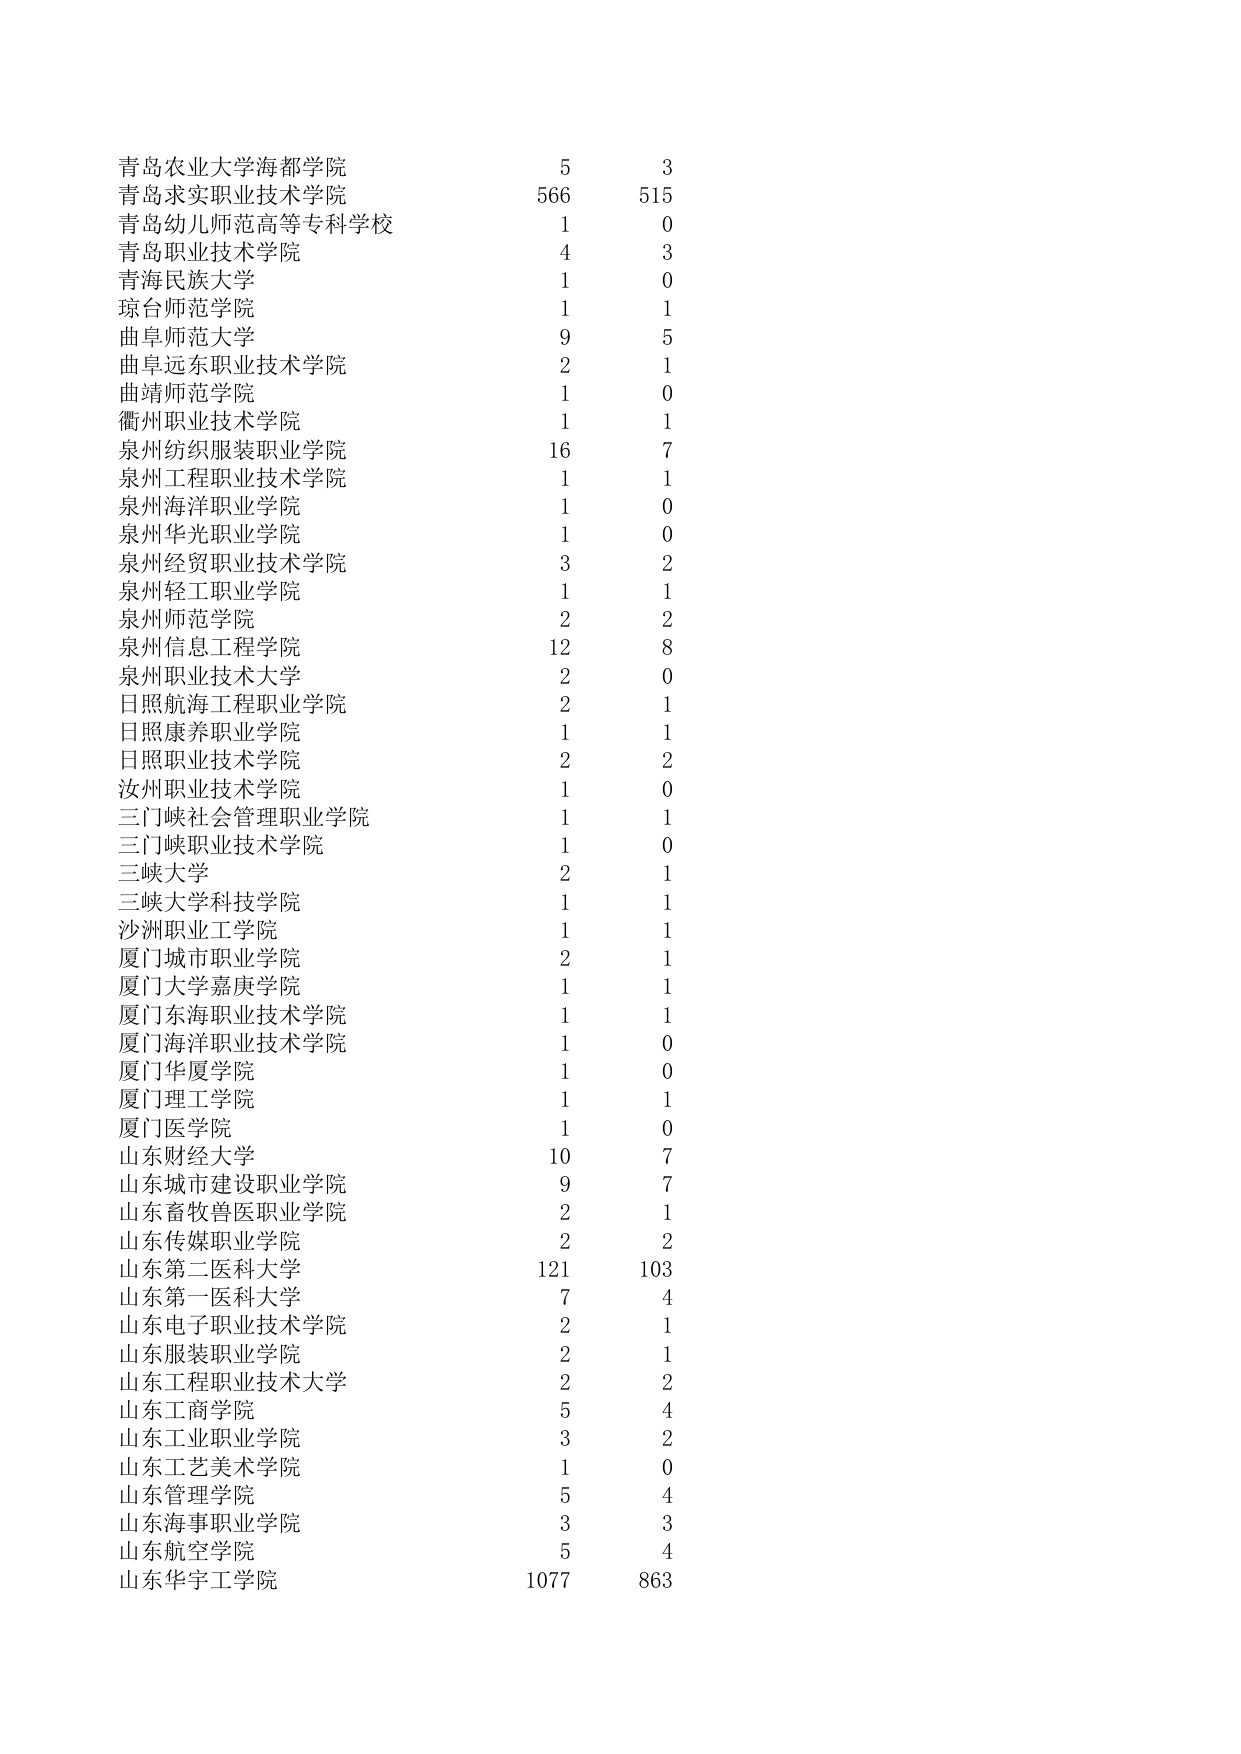 青岛农业大学海都学院 5 3
青岛求实职业技术学院 566 515
青岛幼儿师范高等专科学校 1 0
青岛职业技术学院 4 3
青海民族大学 1 0
琼台师范学院 1 1
曲阜师范大学 9 5
曲阜远东职业技术学院 2 1
曲靖师范学院 1 0
衢州职业技术学院 1 1
泉州纺织服装职业学院 16 7
泉州工程职业技术学院 1 1
泉州海洋职业学院 1 0
泉州华光职业学院 1 0
泉州经贸职业技术学院 3 2
泉州轻工职业学院 1 1
泉州师范学院 2 2
泉州信息工程学院 12 8
泉州职业技术大学 2 0
日照航海工程职业学院 2 1
日照康养职业学院 1 1
日照职业技术学院 2 2
汝州职业技术学院 1 0
三门峡社会管理职业学院 1 1
三门峡职业技术学院 1 0
三峡大学 2 1
三峡大学科技学院 1 1
沙洲职业工学院 1 1
厦门城市职业学院 2 1
厦门大学嘉庚学院 1 1
厦门东海职业技术学院 1 1
厦门海洋职业技术学院 1 0
厦门华厦学院 1 0
厦门理工学院 1 1
厦门医学院 1 0
山东财经大学 10 7
山东城市建设职业学院 9 7
山东畜牧兽医职业学院 2 1
山东传媒职业学院 2 2
山东第二医科大学 121 103
山东第一医科大学 7 4
山东电子职业技术学院 2 1
山东服装职业学院 2 1
山东工程职业技术大学 2 2
山东工商学院 5 4
山东工业职业学院 3 2
山东工艺美术学院 1 0
山东管理学院 5 4
山东海事职业学院 3 3
山东航空学院 5 4
山东华宇工学院 1077 863